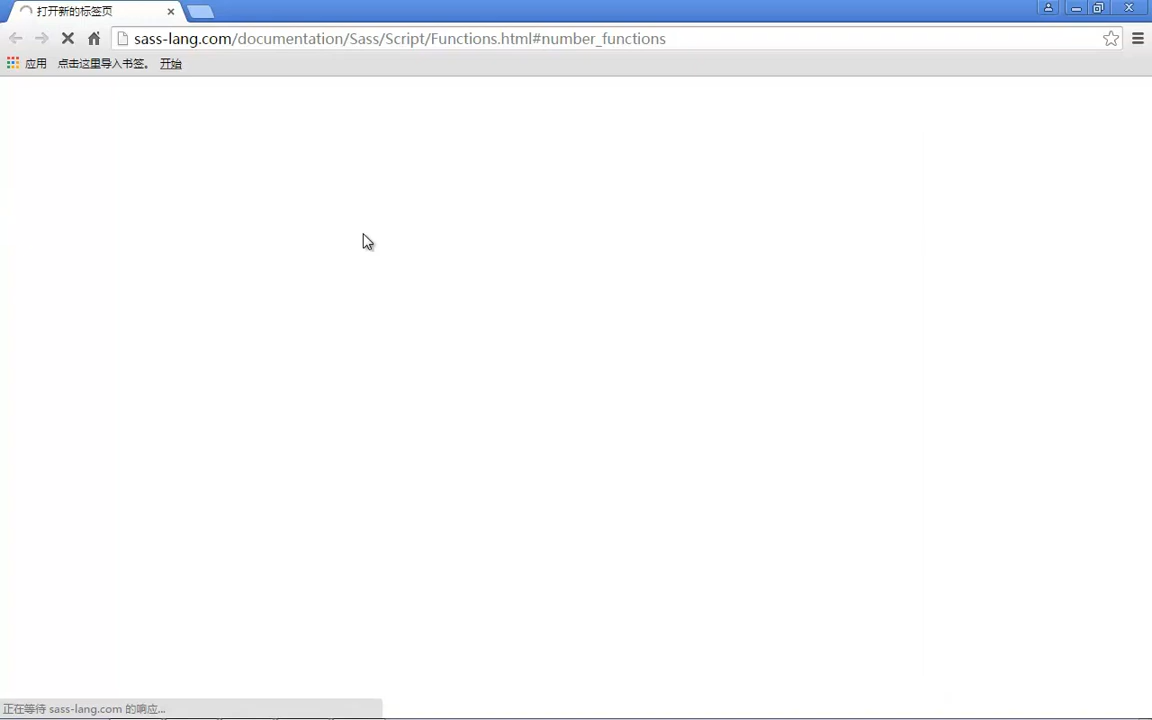 打开新的标签页
sass-lang.com/documentation/Sass/Script/Functions.html#number_functions
应用 点击这里导入书签。 开始
正在等待 sass-lang.com 的响应...